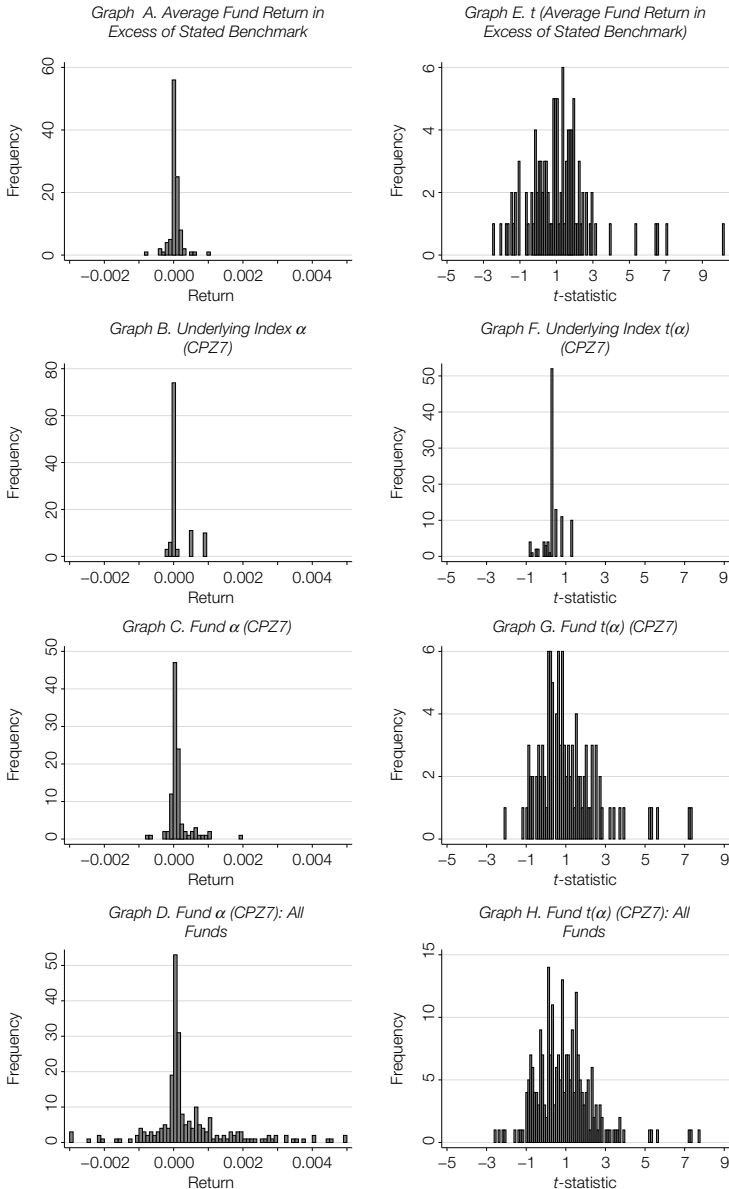 Graph A. Average Fund Return in
Excess of Stated Benchmark
60
40
20
0
Frequency
−0.002 0.000 0.002 0.004
Return
Graph E. t (Average Fund Return in
Excess of Stated Benchmark)
6
4
2
0
Frequency
−5 −3 −1 1 3 5 7 9
t-statistic
Graph B. Underlying Index α
(CPZ7)
80
60
40
20
0
Frequency
−0.002 0.000 0.002 0.004
Return
Graph F. Underlying Index t(α)
(CPZ7)
50
40
30
20
10
0
Frequency
−5 −3 −1 1 3 5 7 9
t-statistic
Graph C. Fund α (CPZ7)
50
40
30
20
10
0
Frequency
−0.002 0.000 0.002 0.004
Return
Graph G. Fund t(α) (CPZ7)
6
4
2
0
Frequency
−5 −3 −1 1 3 5 7 9
t-statistic
Graph D. Fund α (CPZ7): All
Funds
50
40
30
20
10
0
Frequency
−0.002 0.000 0.002 0.004
Return
Graph H. Fund t(α) (CPZ7): All
Funds
15
10
5
0
Frequency
−5 −3 −1 1 3 5 7 9
t-statistic